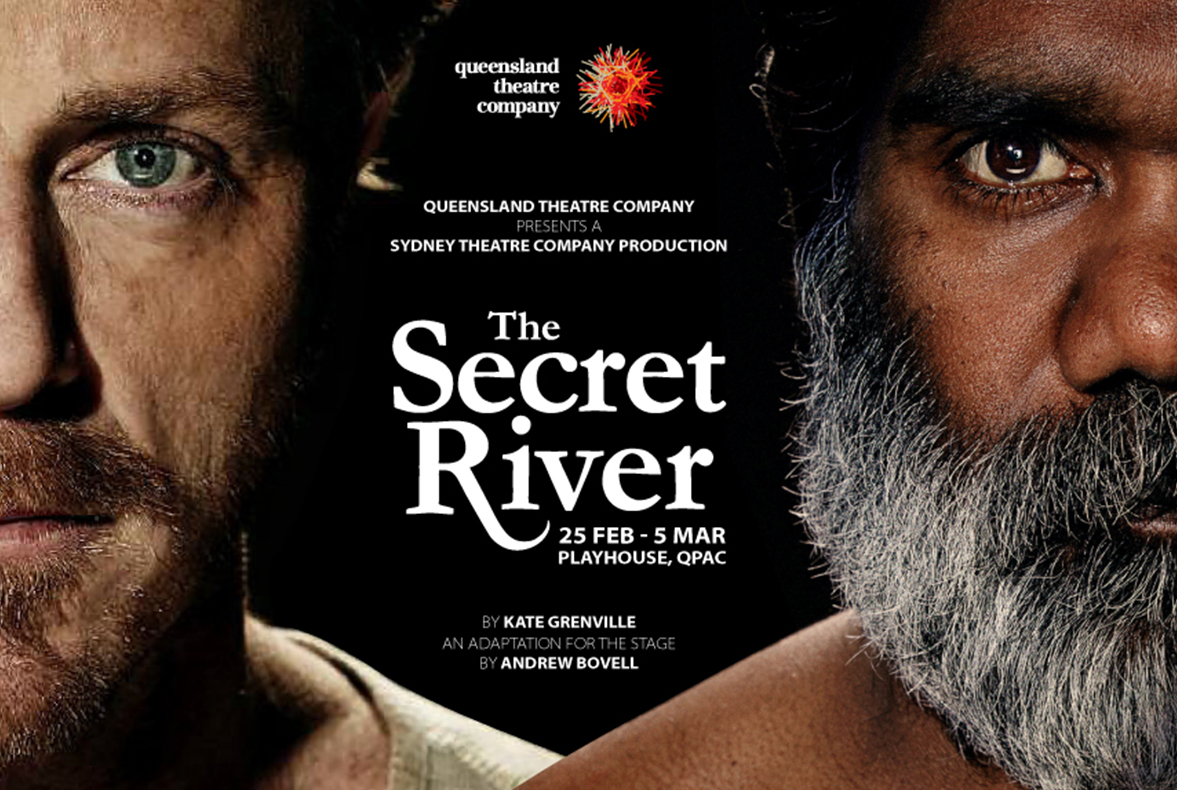 queensland
theatre
company
QUEENSLAND THEATRE COMPANY
PRESENTS A
SYDNEY THEATRE COMPANY PRODUCTION
The
Secret
River
25 FEB - 5 MAR
PLAYHOUSE, QPAC
BY KATE GRENVILLE
AN ADAPTATION FOR THE STAGE
BY ANDREW BOVELL